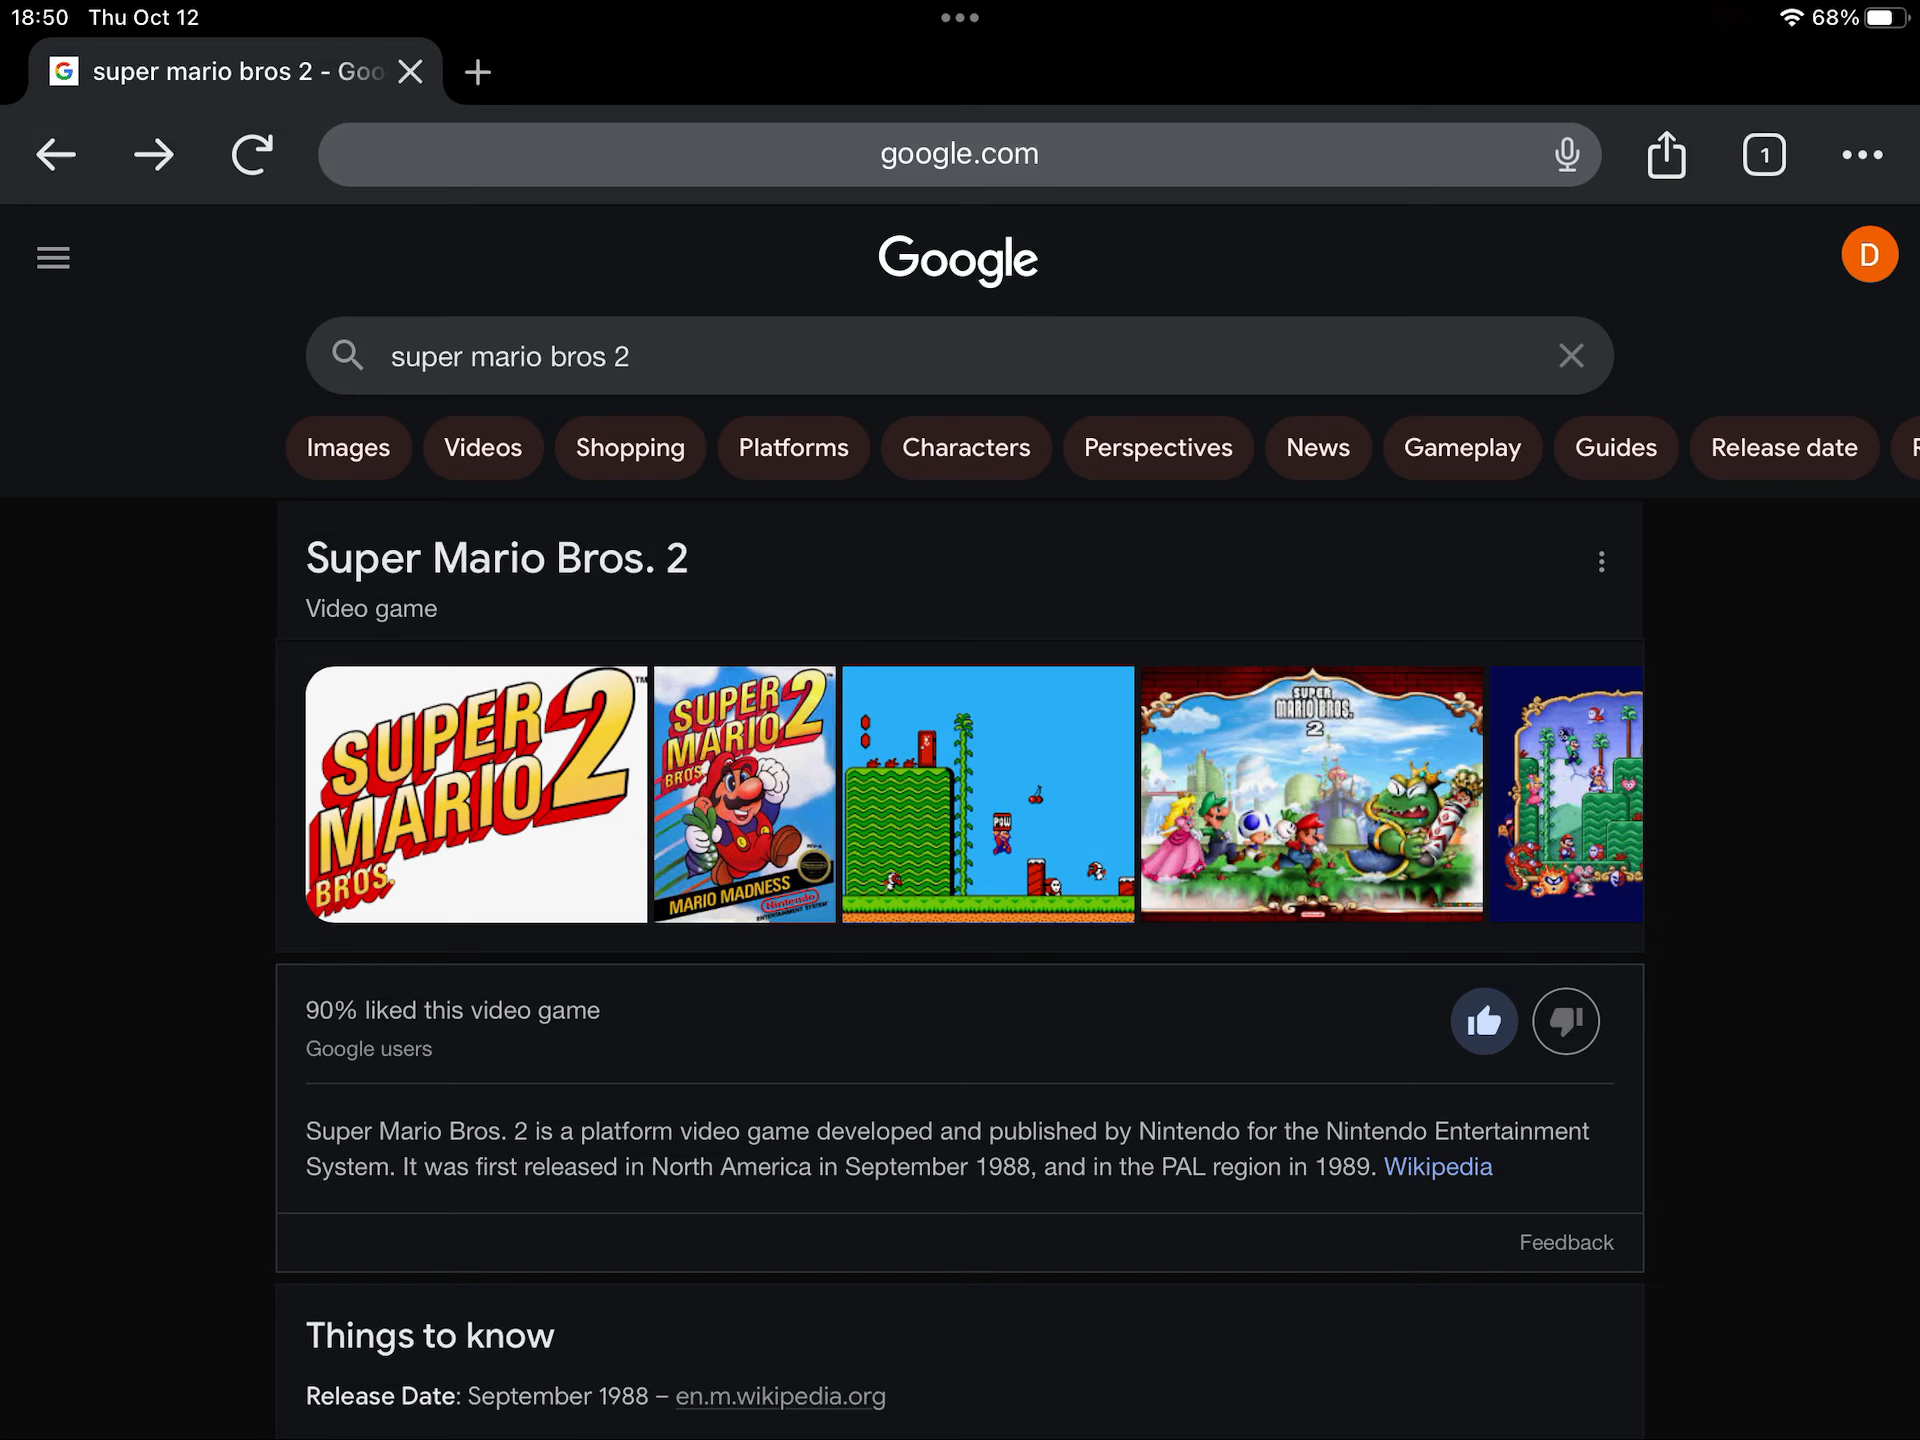 18:50 Thu Oct 12
68%
super mario bros 2 - Goo
google.com
1
Google
D
super mario bros 2
Images Videos Shopping Platforms Characters Perspectives News Gameplay Guides Release date
Super Mario Bros. 2
Video game
SUPER MARIO BROS. 2 ™
SUPER MARIO BROS. 2
MARIO MADNESS
Nintendo
ENTERTAINMENT SYSTEM
POW
SUPER MARIO BROS. 2
90% liked this video game
Google users
Super Mario Bros. 2 is a platform video game developed and published by Nintendo for the Nintendo Entertainment
System. It was first released in North America in September 1988, and in the PAL region in 1989. Wikipedia
Feedback
Things to know
Release Date: September 1988 – en.m.wikipedia.org